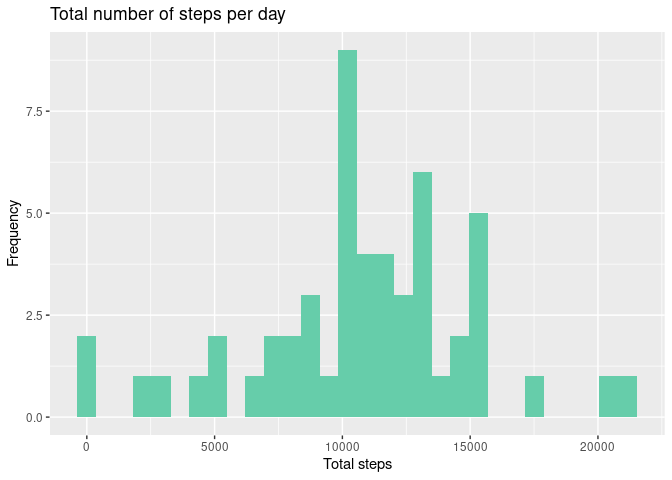 Total number of steps per day
Frequency
7.5
5.0
2.5
0.0
0 5000 10000 15000 20000
Total steps